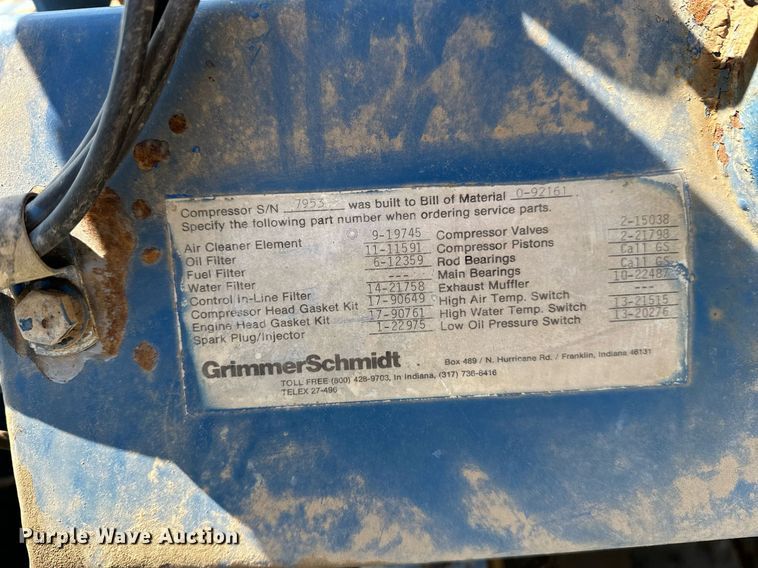 Compressor S/N 7953 was built to Bill of Material 0-92161
Specify the following part number when ordering service parts.
Air Cleaner Element 9-19745 Compressor Valves 2-15038
Oil Filter 11-11591 Compressor Pistons 2-21798
Fuel Filter 6-12359 Rod Bearings Call GS
Water Filter --- Main Bearings Call GS
Control In-Line Filter 14-21758 Exhaust Muffler 10-22487
Compressor Head Gasket Kit 17-90649 High Air Temp. Switch ---
Engine Head Gasket Kit 17-90761 High Water Temp. Switch 13-21515
Spark Plug/Injector 1-22975 Low Oil Pressure Switch 13-20276
GrimmerSchmidt Box 489 / N. Hurricane Rd. / Franklin, Indiana 46131
TOLL FREE (800) 428-9703, In Indiana, (317) 736-8416
TELEX 27-496
Purple Wave Auction